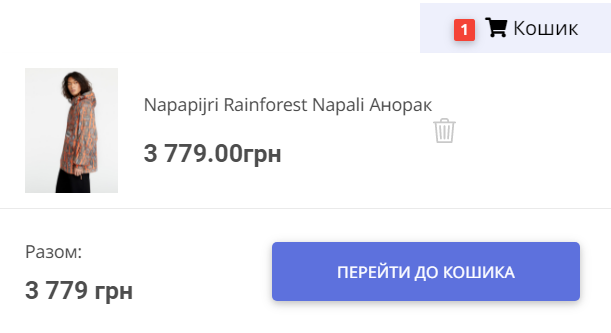 1 Кошик
Napapijri Rainforest Napali Анорак
3 779.00грн
Разом:
3 779 грн
ПЕРЕЙТИ ДО КОШИКА